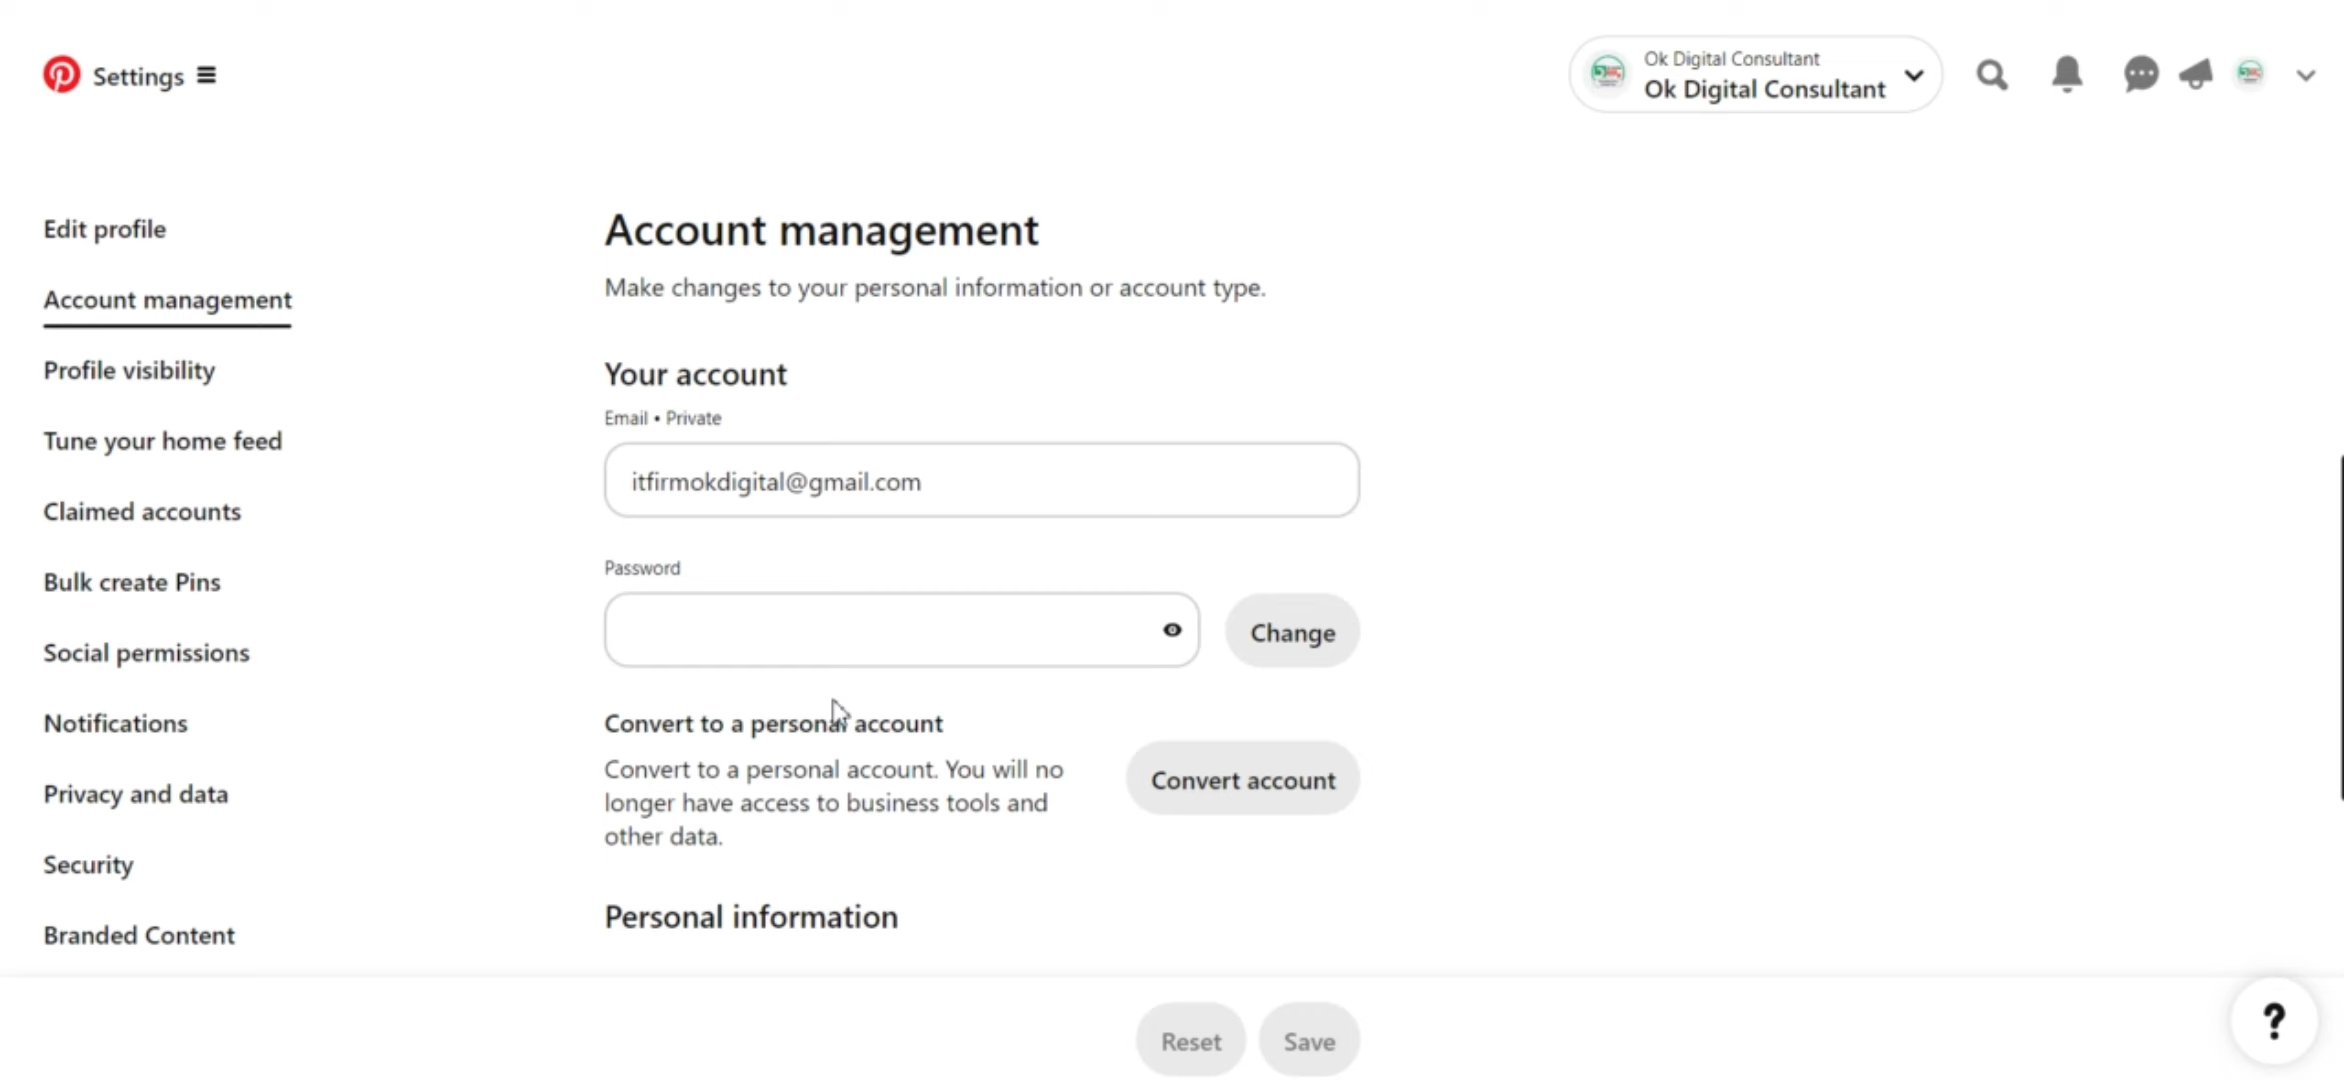 Settings
Ok Digital Consultant
Ok Digital Consultant
Edit profile
Account management
Profile visibility
Tune your home feed
Claimed accounts
Bulk create Pins
Social permissions
Notifications
Privacy and data
Security
Branded Content
Account management
Make changes to your personal information or account type.
Your account
Email • Private
itfirmokdigital@gmail.com
Password
Change
Convert to a personal account
Convert to a personal account. You will no
longer have access to business tools and
other data.
Convert account
Personal information
Reset
Save
?